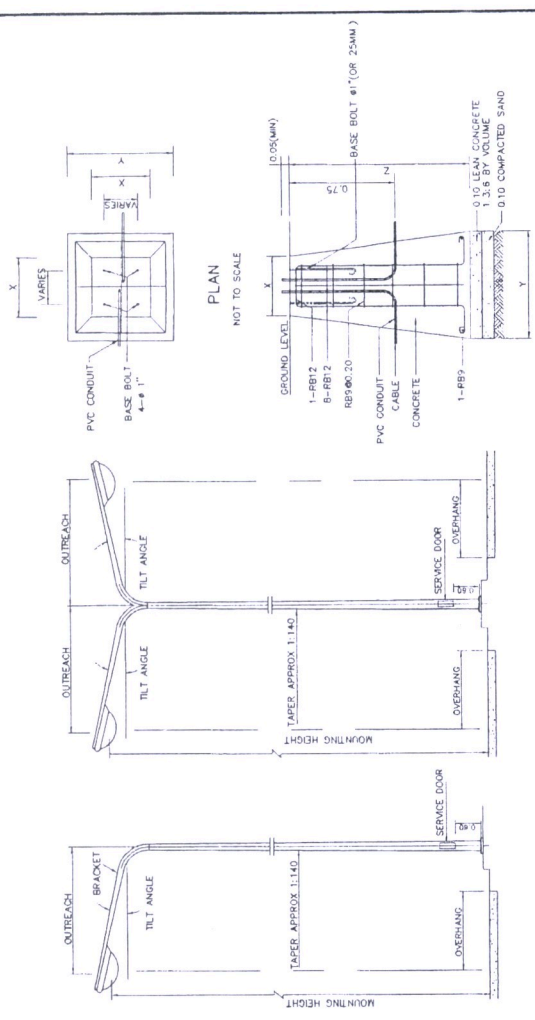 OUTREACH
BRACKET
TILT ANGLE
MOUNTING HEIGHT
TAPER APPROX 1:140
SERVICE DOOR
0.60
OVERHANG
OUTREACH
OUTREACH
TILT ANGLE
TILT ANGLE
MOUNTING HEIGHT
TAPER APPROX 1:140
SERVICE DOOR
0.60
OVERHANG
OVERHANG
X
VARIES
PVC CONDUIT
BASE BOLT
4-ø 1"
VARIES
X
Y
PLAN
NOT TO SCALE
GROUND LEVEL
X
0.05(MIN)
1-RB12
8-RB12
RB9@0.20
PVC CONDUIT
CABLE
CONCRETE
1-RB9
0.75
Z
BASE BOLT ø1"(OR 25MM)
0.10 LEAN CONCRETE
1:3:6 BY VOLUME
0.10 COMPACTED SAND
Y